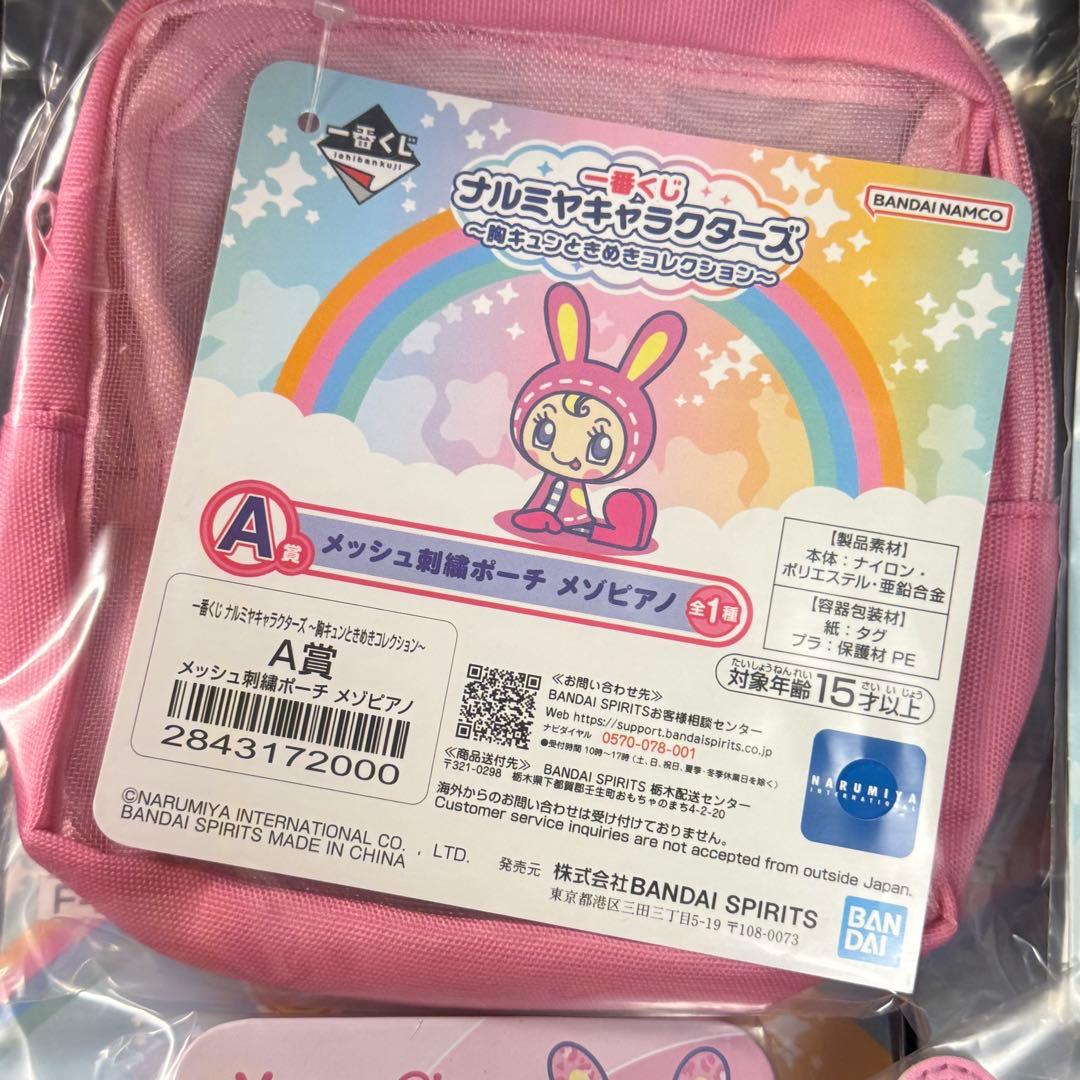 一番くじ
ichibankuji
一番くじ
ナルミヤキャラクターズ
～胸キュンときめきコレクション～
BANDAI NAMCO
A賞
メッシュ刺繍ポーチ メゾピアノ
全1種
【製品素材】
本体：ナイロン・
ポリエステル・亜鉛合金
【容器包装材】
紙：タグ
プラ：保護材 PE
たいしょうねんれい さい いじょう
対象年齢15才以上
一番くじ ナルミヤキャラクターズ ～胸キュンときめきコレクション～
A賞
メッシュ刺繍ポーチ メゾピアノ
2843172000
≪お問い合わせ先≫
BANDAI SPIRITSお客様相談センター
Web https://support.bandaispirits.co.jp
ナビダイヤル 0570-078-001
●受付時間 10時～17時（土、日、祝日、夏季・冬季休業日を除く）
≪商品送付先≫ BANDAI SPIRITS 栃木配送センター
〒321-0298 栃木県下都賀郡壬生町おもちゃのまち4-2-20
海外からのお問い合わせは受け付けておりません。
Customer service inquiries are not accepted from outside Japan.
NARUMIYA
INTERNATIONAL
©NARUMIYA INTERNATIONAL CO.，LTD.
BANDAI SPIRITS MADE IN CHINA
発売元 株式会社BANDAI SPIRITS
東京都港区三田三丁目5-19 〒108-0073
BAN
DAI